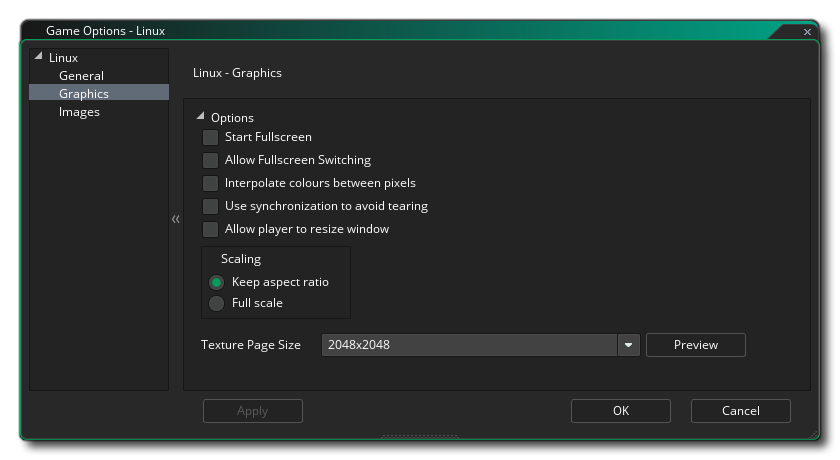 Game Options - Linux
Linux
General
Graphics
Images
Linux - Graphics
Options
Start Fullscreen
Allow Fullscreen Switching
Interpolate colours between pixels
Use synchronization to avoid tearing
Allow player to resize window
Scaling
Keep aspect ratio
Full scale
Texture Page Size 2048x2048 Preview
Apply OK Cancel